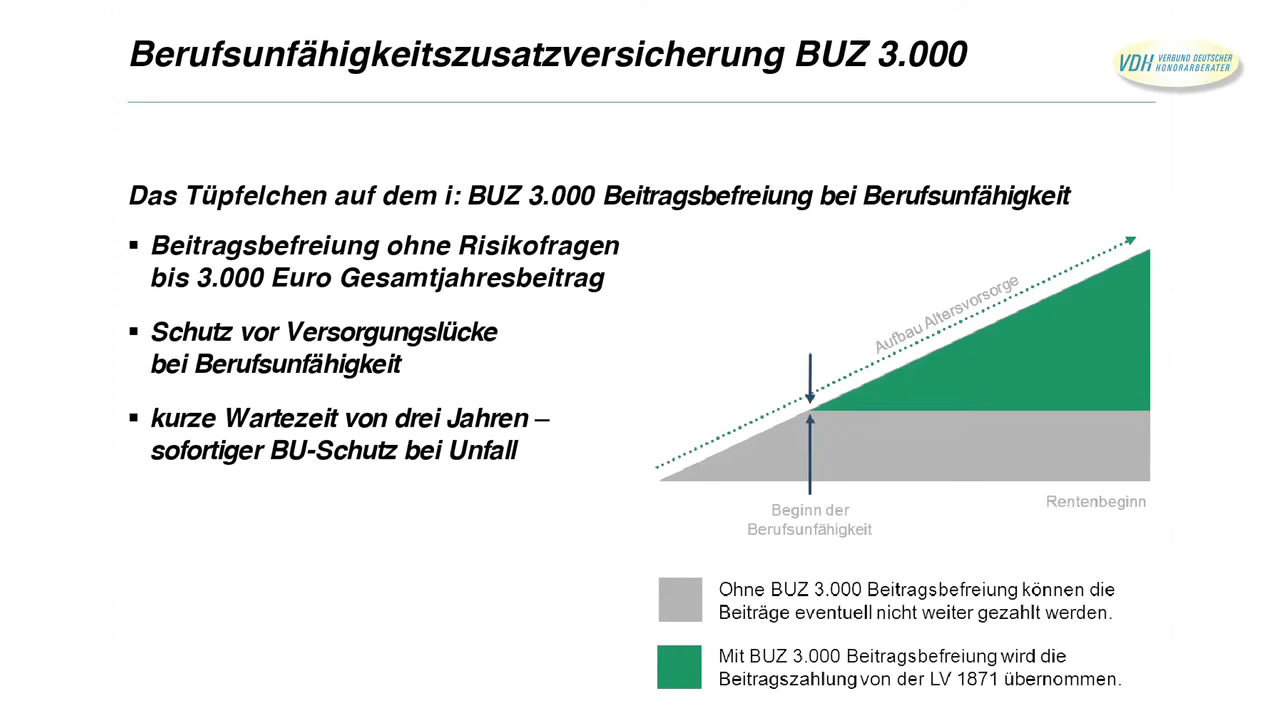 Berufsunfähigkeitszusatzversicherung BUZ 3.000
VDH VERBUND DEUTSCHER
HONORARBERATER
Das Tüpfelchen auf dem i: BUZ 3.000 Beitragsbefreiung bei Berufsunfähigkeit
▪ Beitragsbefreiung ohne Risikofragen
bis 3.000 Euro Gesamtjahresbeitrag
▪ Schutz vor Versorgungslücke
bei Berufsunfähigkeit
▪ kurze Wartezeit von drei Jahren –
sofortiger BU-Schutz bei Unfall
Aufbau Altersvorsorge
Beginn der
Berufsunfähigkeit
Rentenbeginn
Ohne BUZ 3.000 Beitragsbefreiung können die
Beiträge eventuell nicht weiter gezahlt werden.
Mit BUZ 3.000 Beitragsbefreiung wird die
Beitragszahlung von der LV 1871 übernommen.